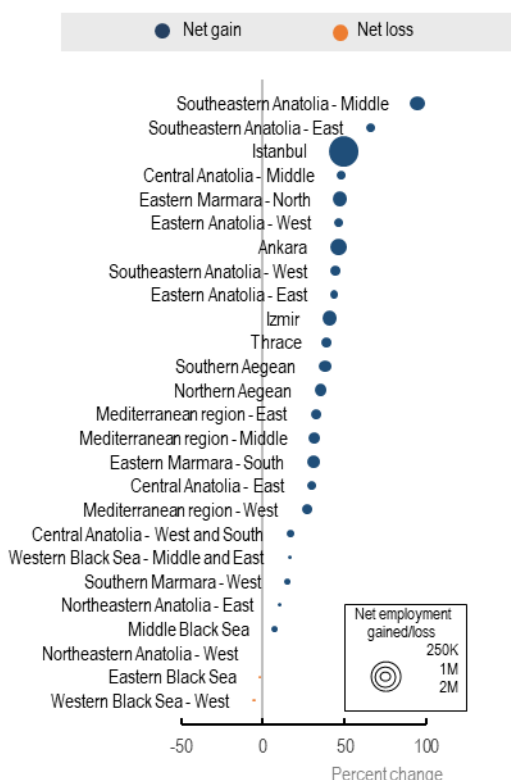 Net gain Net loss
Southeastern Anatolia - Middle
Southeastern Anatolia - East
Istanbul
Central Anatolia - Middle
Eastern Marmara - North
Eastern Anatolia - West
Ankara
Southeastern Anatolia - West
Eastern Anatolia - East
Izmir
Thrace
Southern Aegean
Northern Aegean
Mediterranean region - East
Mediterranean region - Middle
Eastern Marmara - South
Central Anatolia - East
Mediterranean region - West
Central Anatolia - West and South
Western Black Sea - Middle and East
Southern Marmara - West
Northeastern Anatolia - East
Middle Black Sea
Northeastern Anatolia - West
Eastern Black Sea
Western Black Sea - West
Net employment
gained/loss
250K
1M
2M
-50 0 50 100
Percent change